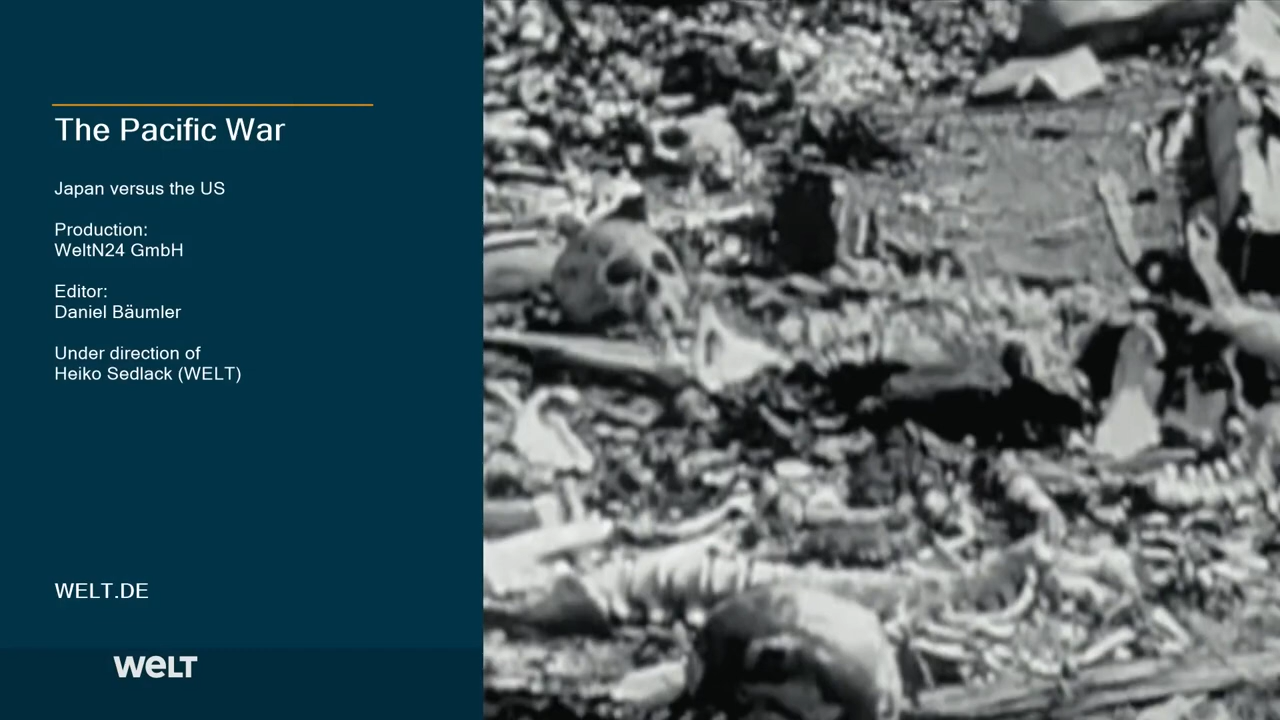 The Pacific War
Japan versus the US
Production:
WeltN24 GmbH
Editor:
Daniel Bäumler
Under direction of
Heiko Sedlack (WELT)
WELT.DE
WELT